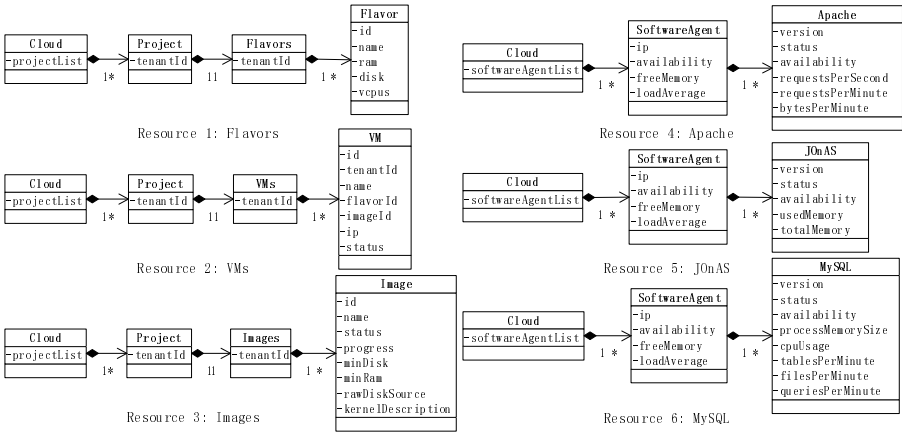 Cloud
-projectList
1*
Project
-tenantId
11
Flavors
-tenantId
1 *
Flavor
-id
-name
-ram
-disk
-vcpus
Resource 1: Flavors
Cloud
-projectList
1*
Project
-tenantId
11
VMs
-tenantId
1 *
VM
-id
-tenantId
-name
-flavorId
-imageId
-ip
-status
Resource 2: VMs
Cloud
-projectList
1*
Project
-tenantId
11
Images
-tenantId
1 *
Image
-id
-name
-status
-progress
-minDisk
-minRam
-rawDiskSource
-kernelDescription
Resource 3: Images
Cloud
-softwareAgentList
1 *
SoftwareAgent
-ip
-availability
-freeMemory
-loadAverage
1 *
Apache
-version
-status
-availability
-requestsPerSecond
-requestsPerMinute
-bytesPerMinute
Resource 4: Apache
Cloud
-softwareAgentList
1 *
SoftwareAgent
-ip
-availability
-freeMemory
-loadAverage
1 *
JOnAS
-version
-status
-availability
-usedMemory
-totalMemory
Resource 5: JOnAS
Cloud
-softwareAgentList
1 *
SoftwareAgent
-ip
-availability
-freeMemory
-loadAverage
1 *
MySQL
-version
-status
-availability
-processMemorySize
-cpuUsage
-tablesPerMinute
-filesPerMinute
-queriesPerMinute
Resource 6: MySQL